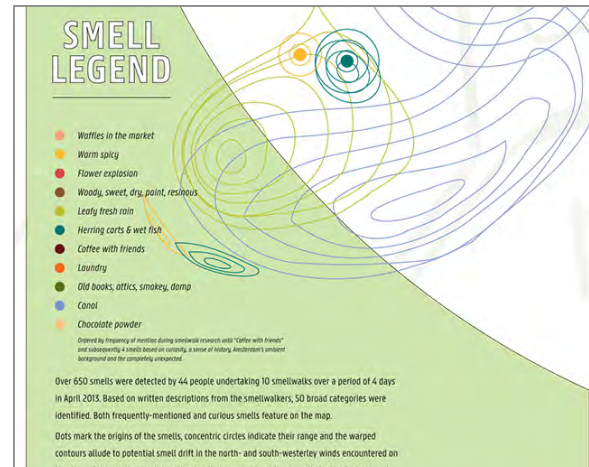 SMELL
LEGEND
Waffles in the market
Warm spicy
Flower explosion
Woody, sweet, dry, paint, resinous
Leafy fresh rain
Herring carts & wet fish
Coffee with friends
Laundry
Old books, attics, smokey, damp
Canal
Chocolate powder
Ordered by frequency of mention during smellwalk research until "Coffee with friends"
and subsequently 4 smells based on curiosity, a sense of history, Amsterdam's ambient
background and the completely unexpected.
Over 650 smells were detected by 44 people undertaking 10 smellwalks over a period of 4 days
in April 2013. Based on written descriptions from the smellwalkers, 50 broad categories were
identified. Both frequently-mentioned and curious smells feature on the map.
Dots mark the origins of the smells, concentric circles indicate their range and the warped
contours allude to potential smell drift in the north- and south-westerley winds encountered on